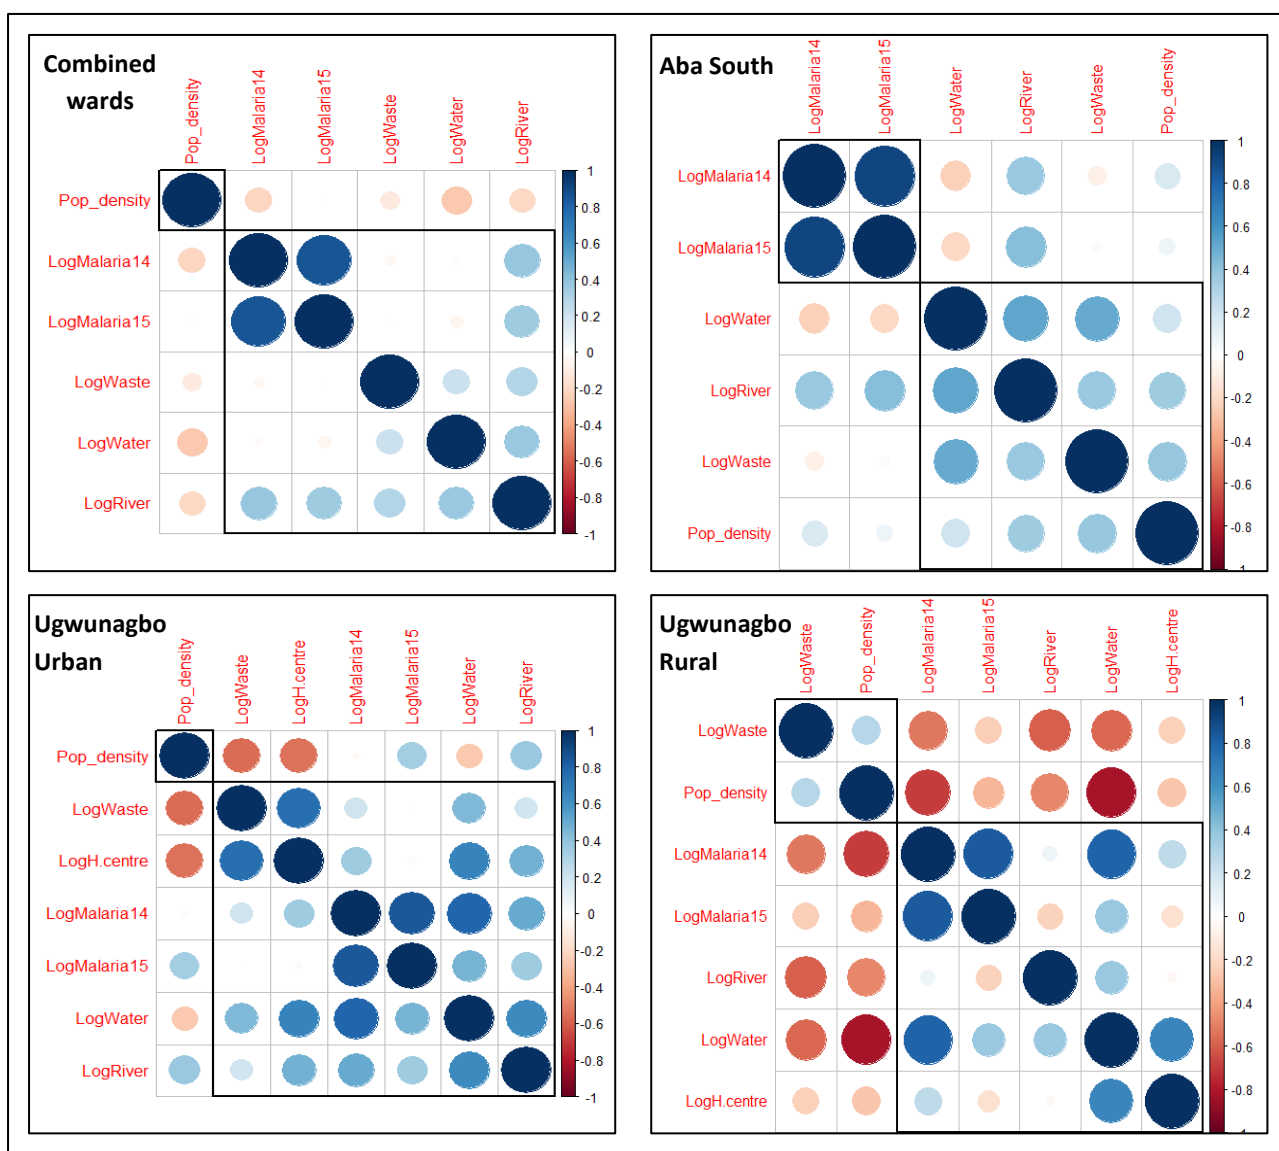 Combined
wards
Pop_density
LogMalaria14
LogMalaria15
LogWaste
LogWater
LogRiver
Pop_density
LogMalaria14
LogMalaria15
LogWaste
LogWater
LogRiver
1
0.8
0.6
0.4
0.2
0
-0.2
-0.4
-0.6
-0.8
-1
Aba South
LogMalaria14
LogMalaria15
LogWater
LogRiver
LogWaste
Pop_density
LogMalaria14
LogMalaria15
LogWater
LogRiver
LogWaste
Pop_density
1
0.8
0.6
0.4
0.2
0
-0.2
-0.4
-0.6
-0.8
-1
Ugwunagbo
Urban
Pop_density
LogWaste
LogH.centre
LogMalaria14
LogMalaria15
LogWater
LogRiver
Pop_density
LogWaste
LogH.centre
LogMalaria14
LogMalaria15
LogWater
LogRiver
1
0.8
0.6
0.4
0.2
0
-0.2
-0.4
-0.6
-0.8
-1
Ugwunagbo
Rural
LogWaste
Pop_density
LogMalaria14
LogMalaria15
LogRiver
LogWater
LogH.centre
LogWaste
Pop_density
LogMalaria14
LogMalaria15
LogRiver
LogWater
LogH.centre
1
0.8
0.6
0.4
0.2
0
-0.2
-0.4
-0.6
-0.8